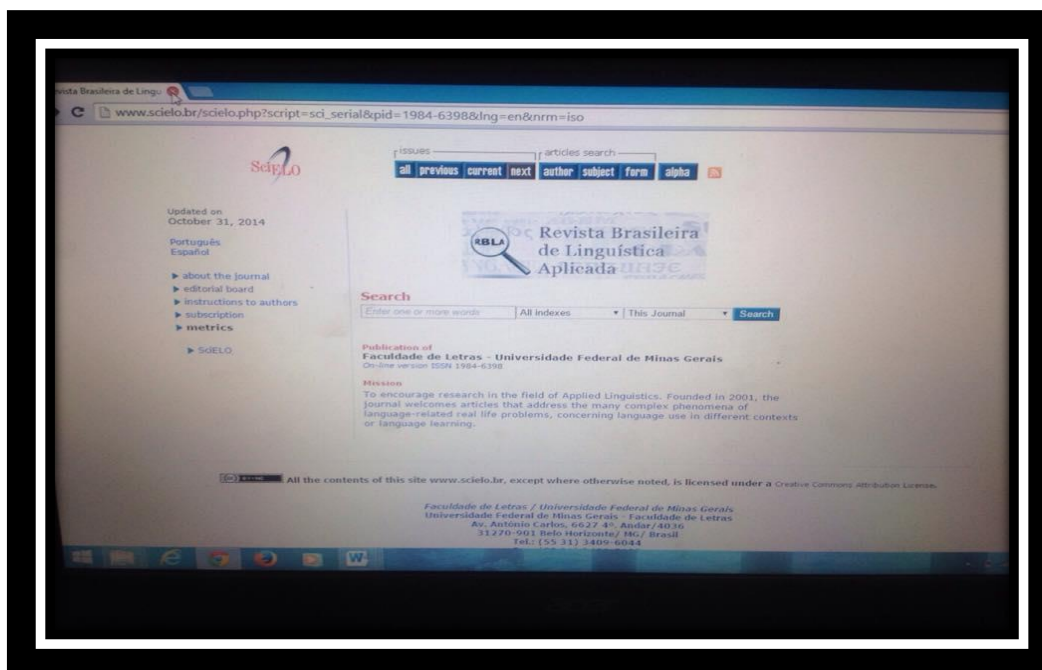 vista Brasileira de Lingu
www.scielo.br/scielo.php?script=sci_serial&pid=1984-6398&lng=en&nrm=iso
SciELO
issues
articles search
all previous current next author subject form alpha
Updated on
October 31, 2014
Português
Español
about the journal
editorial board
instructions to authors
subscription
metrics
SciELO
RBLA
Revista Brasileira
de Linguística
Aplicada
Search
Enter one or more words All indexes This Journal Search
Publication of
Faculdade de Letras - Universidade Federal de Minas Gerais
On-line version ISSN 1984-6398
Mission
To encourage research in the field of Applied Linguistics. Founded in 2001, the
journal welcomes articles that address the many complex phenomena of
language-related real life problems, concerning language use in different contexts
or language learning.
All the contents of this site www.scielo.br, except where otherwise noted, is licensed under a Creative Commons Attribution License.
Faculdade de Letras / Universidade Federal de Minas Gerais
Universidade Federal de Minas Gerais - Faculdade de Letras
Av. Antônio Carlos, 6627 4º. Andar/4036
31270-901 Belo Horizonte/ MG/ Brasil
Tel.: (55 31) 3409-6044